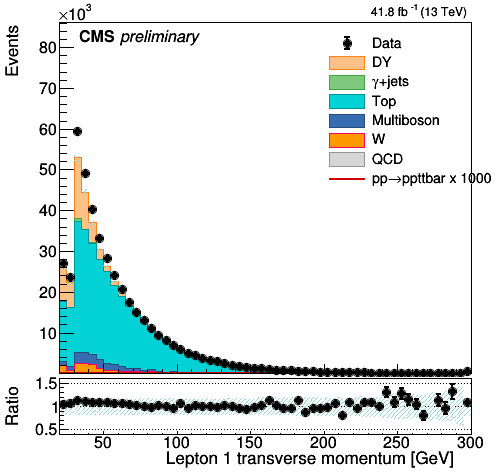 ×10³
41.8 fb⁻¹ (13 TeV)
CMS preliminary
Events
80
70
60
50
40
30
20
10
Data
DY
γ+jets
Top
Multiboson
W
QCD
pp→ppttbar x 1000
Ratio
1.5
1
0.5
50 100 150 200 250 300
Lepton 1 transverse momentum [GeV]